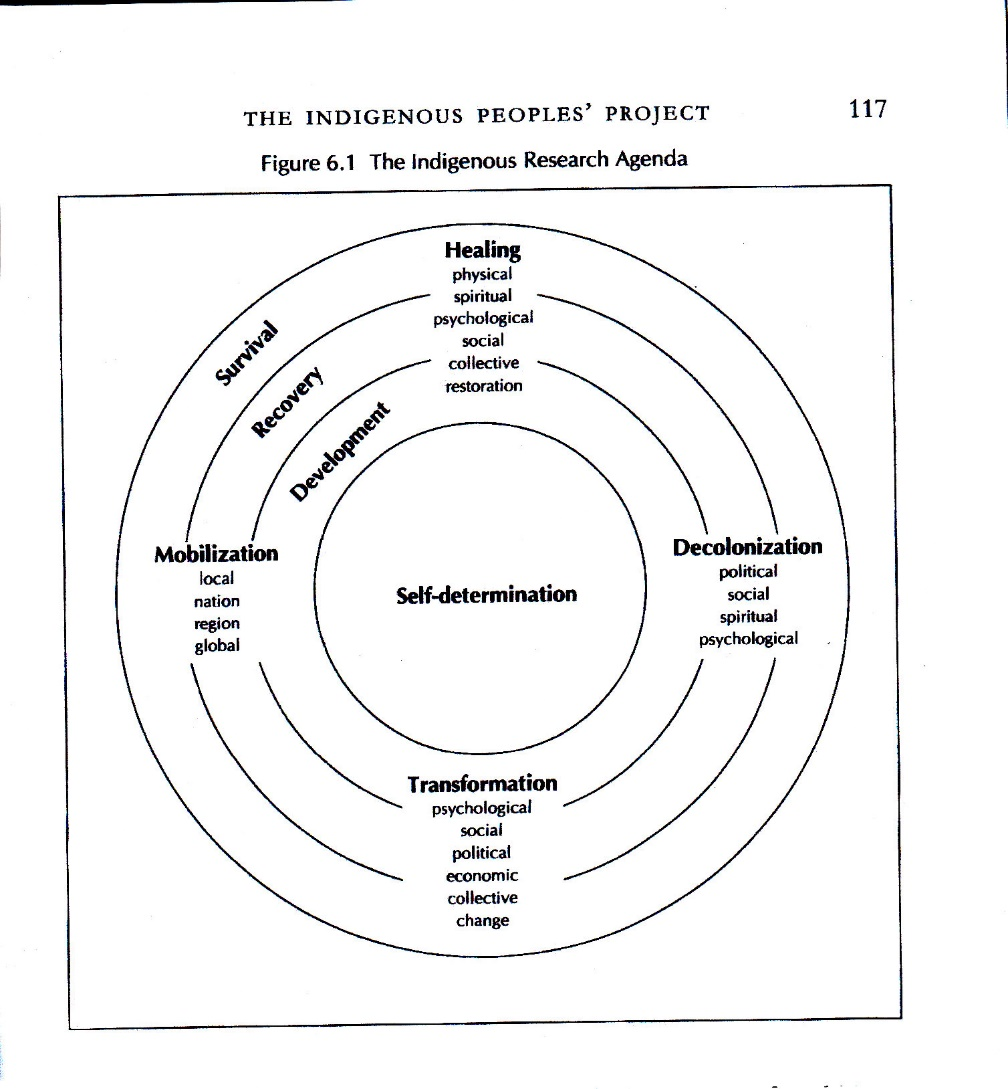 THE INDIGENOUS PEOPLES' PROJECT 117
Figure 6.1 The Indigenous Research Agenda
Healing
physical
spiritual
psychological
social
collective
restoration
Survival
Recovery
Development
Mobilization
local
nation
region
global
Self-determination
Decolonization
political
social
spiritual
psychological
Transformation
psychological
social
political
economic
collective
change